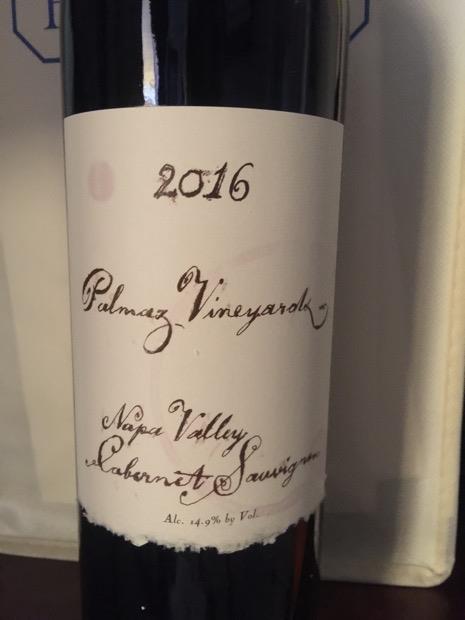 2016
Palmaz Vineyards
Napa Valley
Cabernet Sauvignon
Alc. 14.9% by Vol.